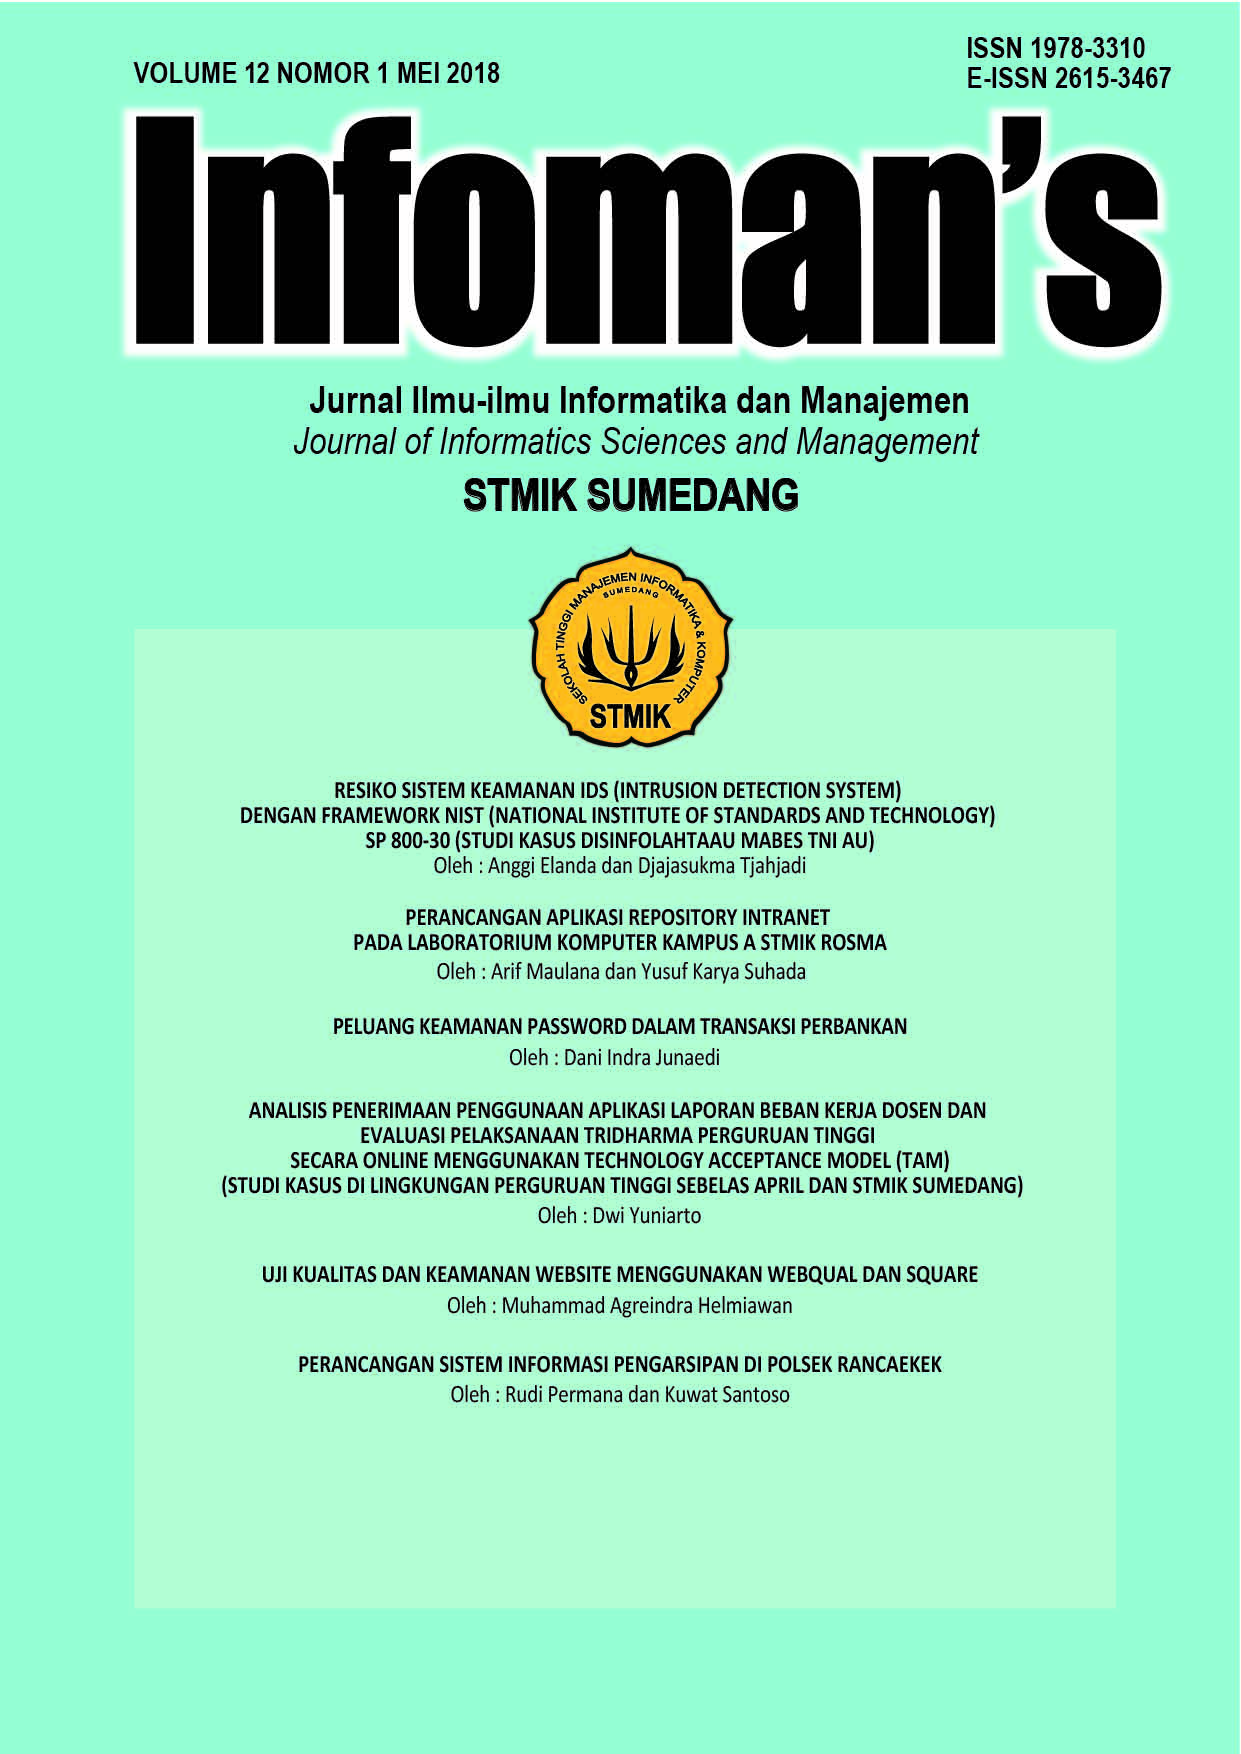 VOLUME 12 NOMOR 1 MEI 2018
ISSN 1978-3310
E-ISSN 2615-3467
Infoman's
Jurnal Ilmu-ilmu Informatika dan Manajemen
Journal of Informatics Sciences and Management
STMIK SUMEDANG
SEKOLAH TINGGI MANAJEMEN INFORMATIKA & KOMPUTER
SUMEDANG
STMIK
RESIKO SISTEM KEAMANAN IDS (INTRUSION DETECTION SYSTEM)
DENGAN FRAMEWORK NIST (NATIONAL INSTITUTE OF STANDARDS AND TECHNOLOGY)
SP 800-30 (STUDI KASUS DISINFOLAHTAAU MABES TNI AU)
Oleh : Anggi Elanda dan Djajasukma Tjahjadi
PERANCANGAN APLIKASI REPOSITORY INTRANET
PADA LABORATORIUM KOMPUTER KAMPUS A STMIK ROSMA
Oleh : Arif Maulana dan Yusuf Karya Suhada
PELUANG KEAMANAN PASSWORD DALAM TRANSAKSI PERBANKAN
Oleh : Dani Indra Junaedi
ANALISIS PENERIMAAN PENGGUNAAN APLIKASI LAPORAN BEBAN KERJA DOSEN DAN
EVALUASI PELAKSANAAN TRIDHARMA PERGURUAN TINGGI
SECARA ONLINE MENGGUNAKAN TECHNOLOGY ACCEPTANCE MODEL (TAM)
(STUDI KASUS DI LINGKUNGAN PERGURUAN TINGGI SEBELAS APRIL DAN STMIK SUMEDANG)
Oleh : Dwi Yuniarto
UJI KUALITAS DAN KEAMANAN WEBSITE MENGGUNAKAN WEBQUAL DAN SQUARE
Oleh : Muhammad Agreindra Helmiawan
PERANCANGAN SISTEM INFORMASI PENGARSIPAN DI POLSEK RANCAEKEK
Oleh : Rudi Permana dan Kuwat Santoso